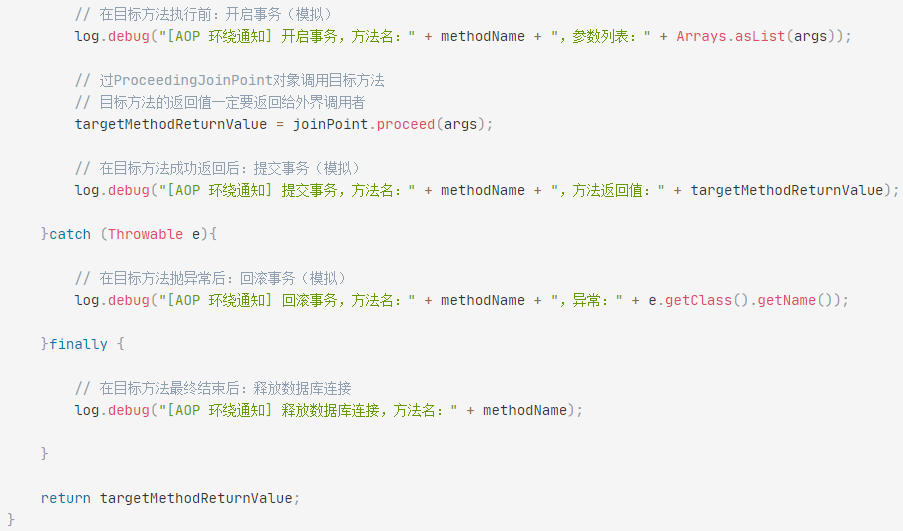 // 在目标方法执行前：开启事务（模拟）
log.debug("[AOP 环绕通知] 开启事务，方法名：" + methodName + "，参数列表：" + Arrays.asList(args));
// 过ProceedingJoinPoint对象调用目标方法
// 目标方法的返回值一定要返回给外界调用者
targetMethodReturnValue = joinPoint.proceed(args);
// 在目标方法成功返回后：提交事务（模拟）
log.debug("[AOP 环绕通知] 提交事务，方法名：" + methodName + "，方法返回值：" + targetMethodReturnValue);
}catch (Throwable e){
// 在目标方法抛异常后：回滚事务（模拟）
log.debug("[AOP 环绕通知] 回滚事务，方法名：" + methodName + "，异常：" + e.getClass().getName());
}finally {
// 在目标方法最终结束后：释放数据库连接
log.debug("[AOP 环绕通知] 释放数据库连接，方法名：" + methodName);
}
return targetMethodReturnValue;
}